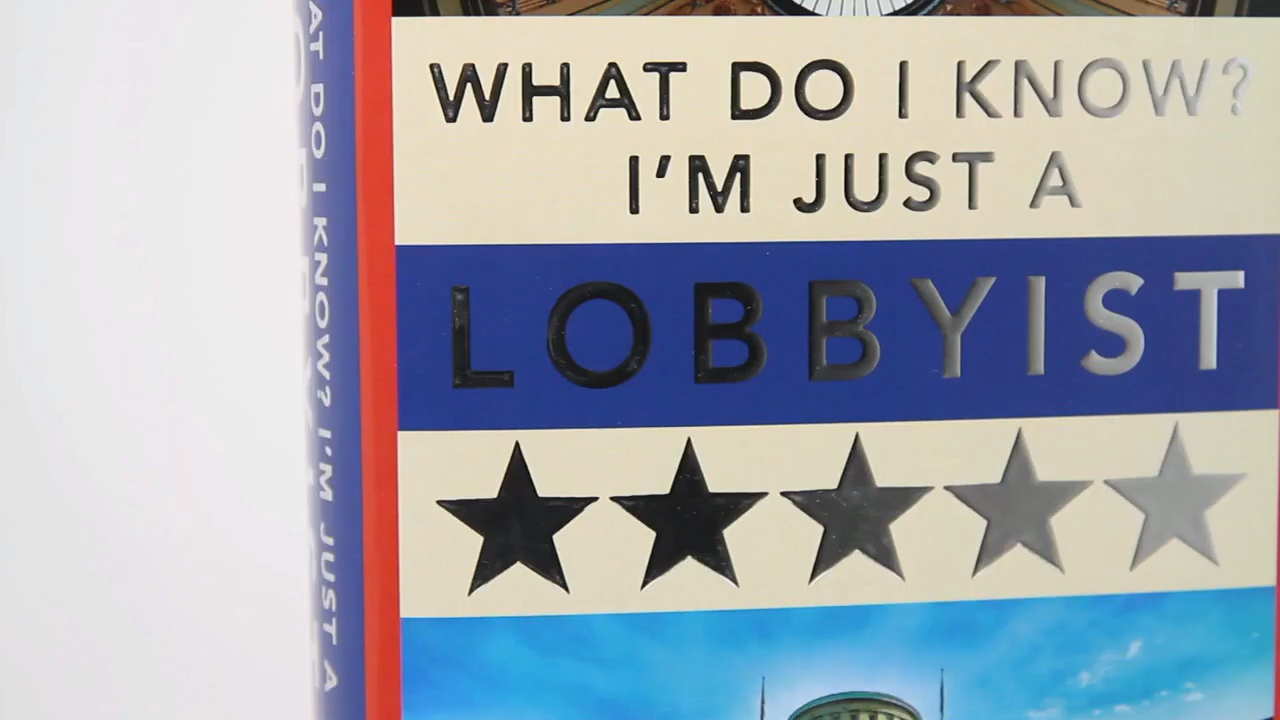 WHAT DO I KNOW?
I'M JUST A
LOBBYIST
AT DO I KNOW? I'M JUST A